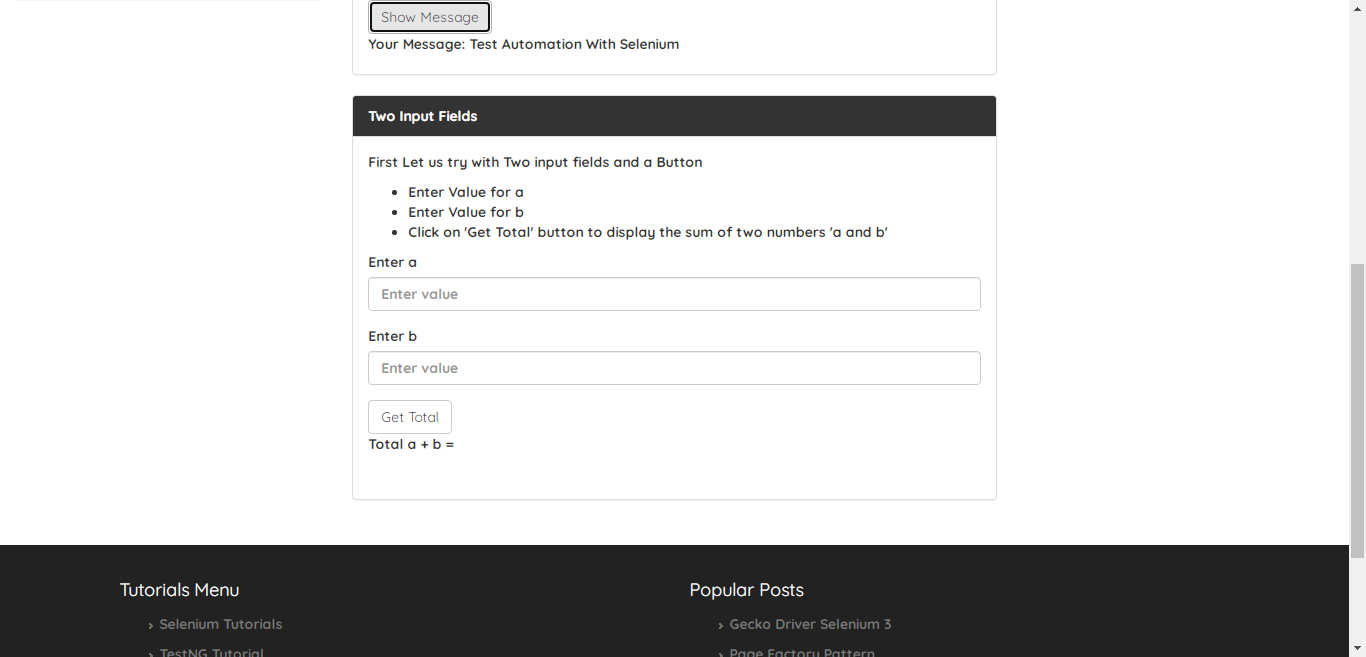 Show Message
Your Message: Test Automation With Selenium
Two Input Fields
First Let us try with Two input fields and a Button
Enter Value for a
Enter Value for b
Click on 'Get Total' button to display the sum of two numbers 'a and b'
Enter a
Enter value
Enter b
Enter value
Get Total
Total a + b =
Tutorials Menu
Popular Posts
Selenium Tutorials
Gecko Driver Selenium 3
TestNG Tutorial
Page Factory Pattern